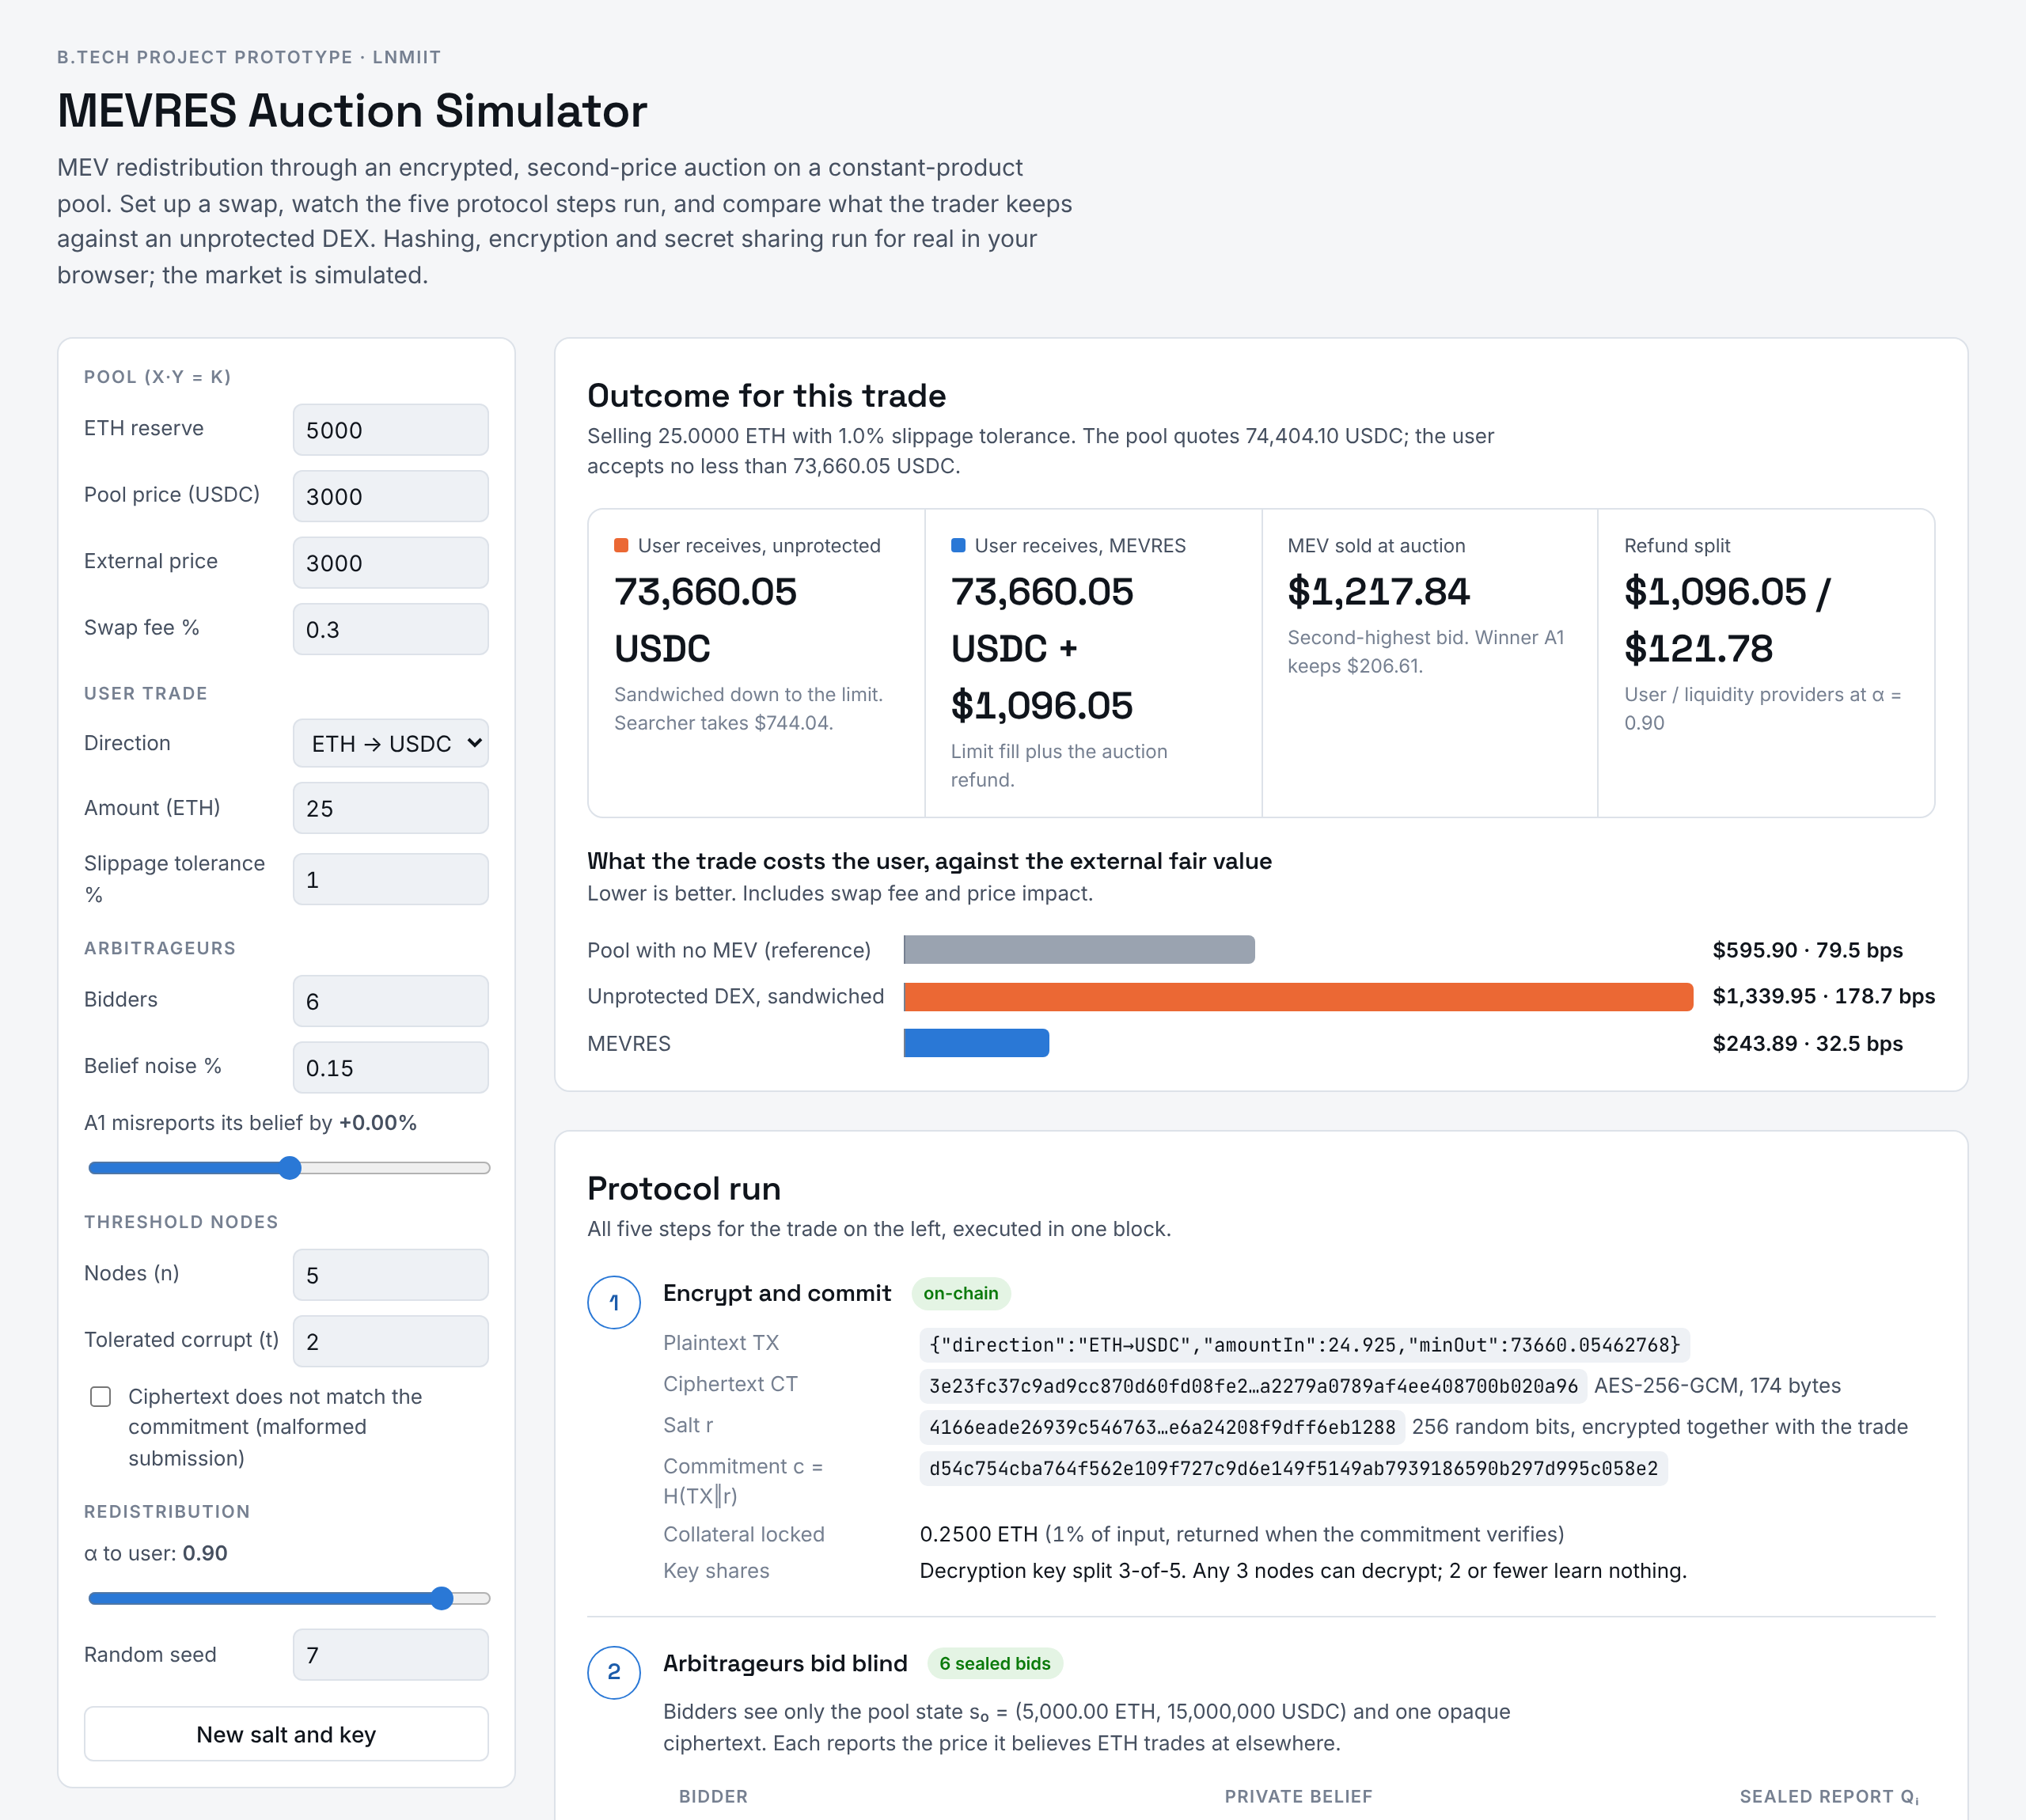 B.TECH PROJECT PROTOTYPE · LNMIIT
MEVRES Auction Simulator
MEV redistribution through an encrypted, second-price auction on a constant-product
pool. Set up a swap, watch the five protocol steps run, and compare what the trader keeps
against an unprotected DEX. Hashing, encryption and secret sharing run for real in your
browser; the market is simulated.
POOL (X·Y = K)
ETH reserve 5000
Pool price (USDC) 3000
External price 3000
Swap fee % 0.3
USER TRADE
Direction ETH → USDC
Amount (ETH) 25
Slippage tolerance
% 1
ARBITRAGEURS
Bidders 6
Belief noise % 0.15
A1 misreports its belief by +0.00%
THRESHOLD NODES
Nodes (n) 5
Tolerated corrupt (t) 2
Ciphertext does not match the
commitment (malformed
submission)
REDISTRIBUTION
α to user: 0.90
Random seed 7
New salt and key
Outcome for this trade
Selling 25.0000 ETH with 1.0% slippage tolerance. The pool quotes 74,404.10 USDC; the user
accepts no less than 73,660.05 USDC.
User receives, unprotected
73,660.05
USDC
Sandwiched down to the limit.
Searcher takes $744.04.
User receives, MEVRES
73,660.05
USDC +
$1,096.05
Limit fill plus the auction
refund.
MEV sold at auction
$1,217.84
Second-highest bid. Winner A1
keeps $206.61.
Refund split
$1,096.05 /
$121.78
User / liquidity providers at α =
0.90
What the trade costs the user, against the external fair value
Lower is better. Includes swap fee and price impact.
Pool with no MEV (reference) $595.90 · 79.5 bps
Unprotected DEX, sandwiched $1,339.95 · 178.7 bps
MEVRES $243.89 · 32.5 bps
Protocol run
All five steps for the trade on the left, executed in one block.
1 Encrypt and commit on-chain
Plaintext TX {"direction":"ETH→USDC","amountIn":24.925,"minOut":73660.05462768}
Ciphertext CT 3e23fc37c9ad9cc870d60fd08fe2…a2279a0789af4ee408700b020a96 AES-256-GCM, 174 bytes
Salt r 4166eade26939c546763…e6a24208f9dff6eb1288 256 random bits, encrypted together with the trade
Commitment c =
H(TX‖r) d54c754cba764f562e109f727c9d6e149f5149ab7939186590b297d995c058e2
Collateral locked 0.2500 ETH (1% of input, returned when the commitment verifies)
Key shares Decryption key split 3-of-5. Any 3 nodes can decrypt; 2 or fewer learn nothing.
2 Arbitrageurs bid blind 6 sealed bids
Bidders see only the pool state s₀ = (5,000.00 ETH, 15,000,000 USDC) and one opaque
ciphertext. Each reports the price it believes ETH trades at elsewhere.
BIDDER PRIVATE BELIEF SEALED REPORT Qᵢ